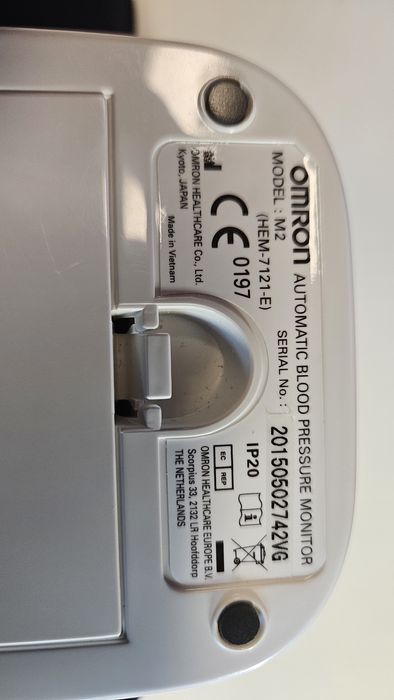 OMRON AUTOMATIC BLOOD PRESSURE MONITOR
MODEL : M2
(HEM-7121-E)
SERIAL No. : 20150502742VG
CE 0197
IP20
OMRON HEALTHCARE Co., Ltd.
Kyoto, JAPAN
Made in Vietnam
EC REP
OMRON HEALTHCARE EUROPE B.V.
Scorpius 33, 2132 LR Hoofddorp
THE NETHERLANDS